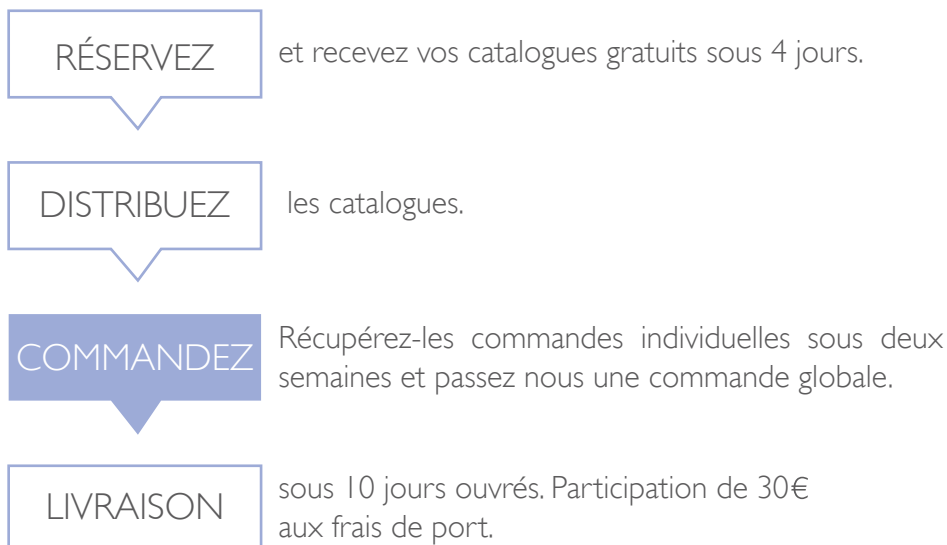 RÉSERVEZ
et recevez vos catalogues gratuits sous 4 jours.
DISTRIBUEZ
les catalogues.
COMMANDEZ
Récupérez-les commandes individuelles sous deux
semaines et passez nous une commande globale.
LIVRAISON
sous 10 jours ouvrés. Participation de 30€
aux frais de port.